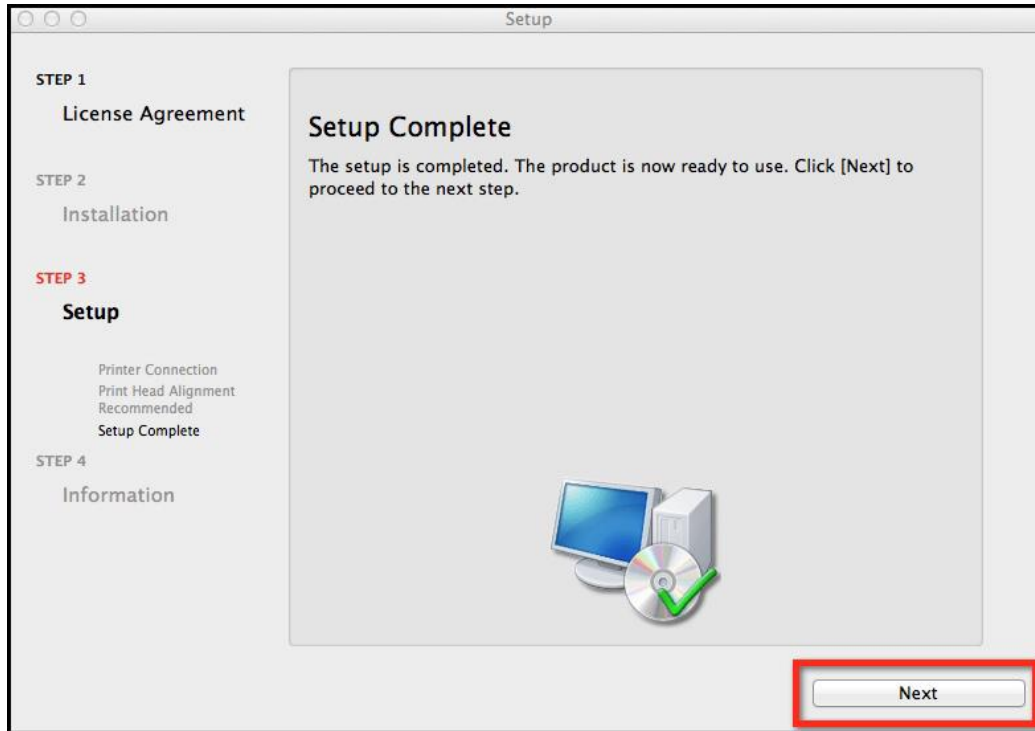 Setup
STEP 1
License Agreement
STEP 2
Installation
STEP 3
Setup
Printer Connection
Print Head Alignment
Recommended
Setup Complete
STEP 4
Information
Setup Complete
The setup is completed. The product is now ready to use. Click [Next] to
proceed to the next step.
Next